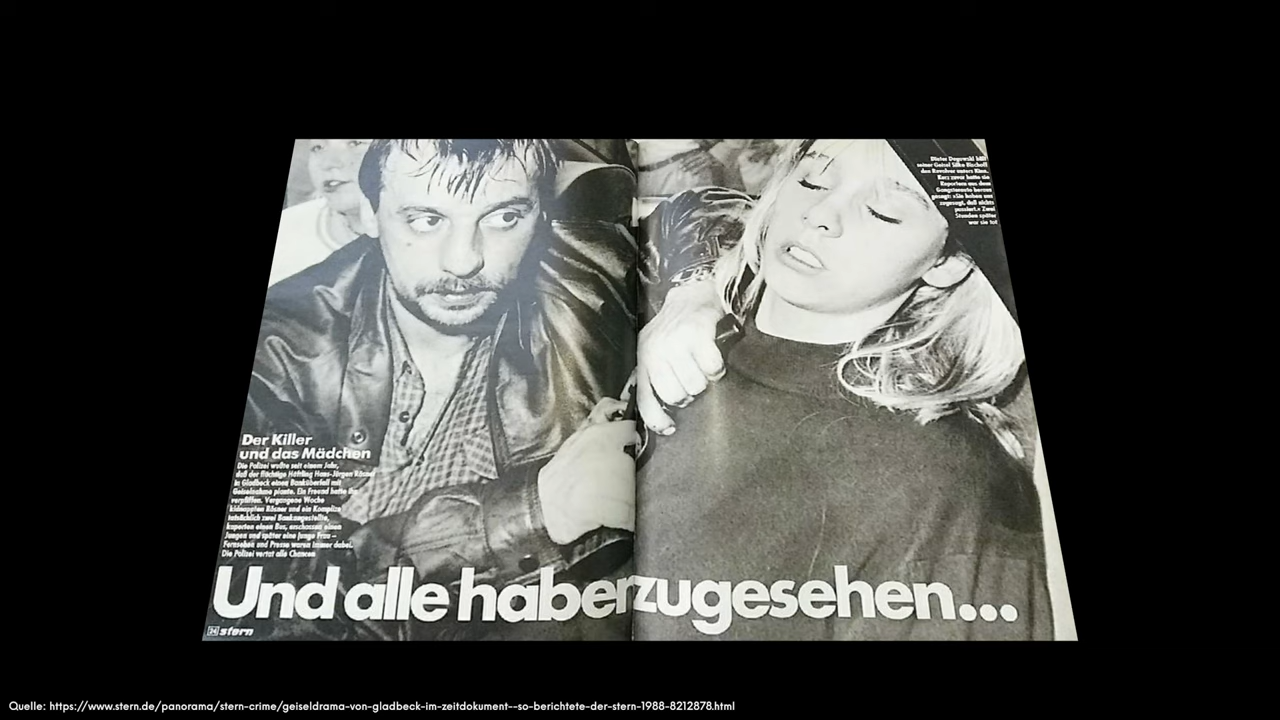 Dieter Degowski hält
seiner Geisel Silke Bischoff
den Revolver unters Kinn.
Kurz zuvor hatte sie
Reportern aus dem
Gangsterauto heraus
gesagt: »Sie haben uns
zugesagt, daß nichts
passiert.« Zwei
Stunden später
war sie tot
Der Killer
und das Mädchen
Die Polizei wußte seit einem Jahr,
daß der flüchtige Häftling Hans-Jürgen Rösner
in Gladbeck einen Banküberfall mit
Geiselnahme plante. Ein Freund hatte ihn
verpfiffen. Vergangene Woche
kidnappten Rösner und ein Komplize
tatsächlich zwei Bankangestellte,
kaperten einen Bus, erschossen einen
Jungen und später eine junge Frau –
Fernsehen und Presse waren immer dabei.
Die Polizei vertat alle Chancen
Und alle haben zugesehen...
24 stern
Quelle: https://www.stern.de/panorama/stern-crime/geiseldrama-von-gladbeck-im-zeitdokument--so-berichtete-der-stern-1988-8212878.html